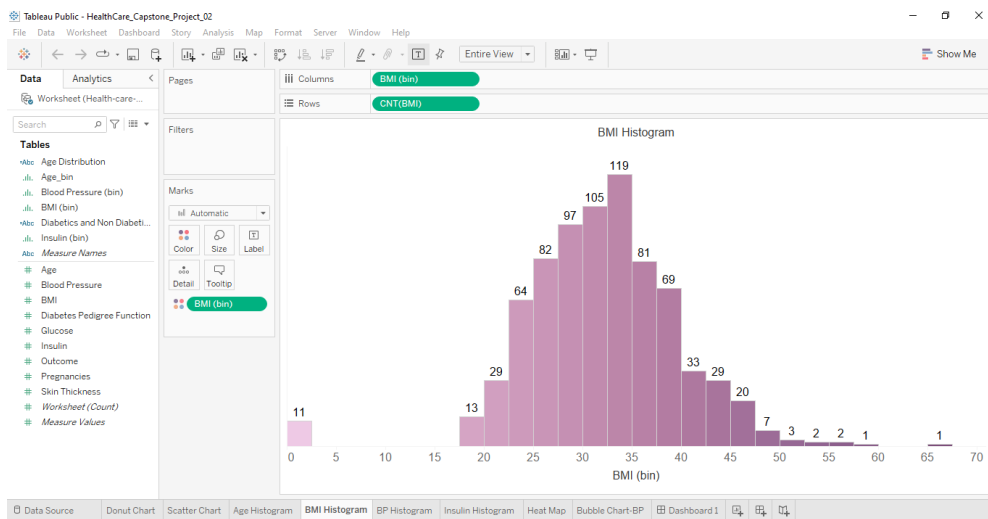 Tableau Public - HealthCare_Capstone_Project_02
File Data Worksheet Dashboard Story Analysis Map Format Server Window Help
Entire View
Show Me
Data Analytics
Worksheet (Health-care-...
Search
Tables
Abc Age Distribution
Age_bin
Blood Pressure (bin)
BMI (bin)
Abc Diabetics and Non Diabeti...
Insulin (bin)
Abc Measure Names
# Age
# Blood Pressure
# BMI
# Diabetes Pedigree Function
# Glucose
# Insulin
# Outcome
# Pregnancies
# Skin Thickness
# Worksheet (Count)
# Measure Values
Pages
Filters
Marks
Automatic
Color Size Label
Detail Tooltip
BMI (bin)
Columns BMI (bin)
Rows CNT(BMI)
BMI Histogram
11 13 29 64 82 97 105 119 81 69 33 29 20 7 3 2 2 1 1
0 5 10 15 20 25 30 35 40 45 50 55 60 65 70
BMI (bin)
Data Source Donut Chart Scatter Chart Age Histogram BMI Histogram BP Histogram Insulin Histogram Heat Map Bubble Chart-BP Dashboard 1